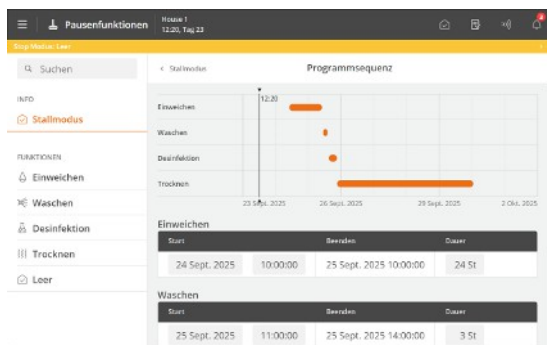 Pausenfunktionen
House 1
12:20, Tag 23
Stop Modus: Leer
Suchen
INFO
Stallmodus
FUNKTIONEN
Einweichen
Waschen
Desinfektion
Trocknen
Leer
Stallmodus
Programmsequenz
12:20
Einweichen
Waschen
Desinfektion
Trocknen
23 Sept. 2025 26 Sept. 2025 29 Sept. 2025 2 Okt. 2025
Einweichen
Start Beenden Dauer
24 Sept. 2025 10:00:00 25 Sept. 2025 10:00:00 24 St
Waschen
Start Beenden Dauer
25 Sept. 2025 11:00:00 25 Sept. 2025 14:00:00 3 St